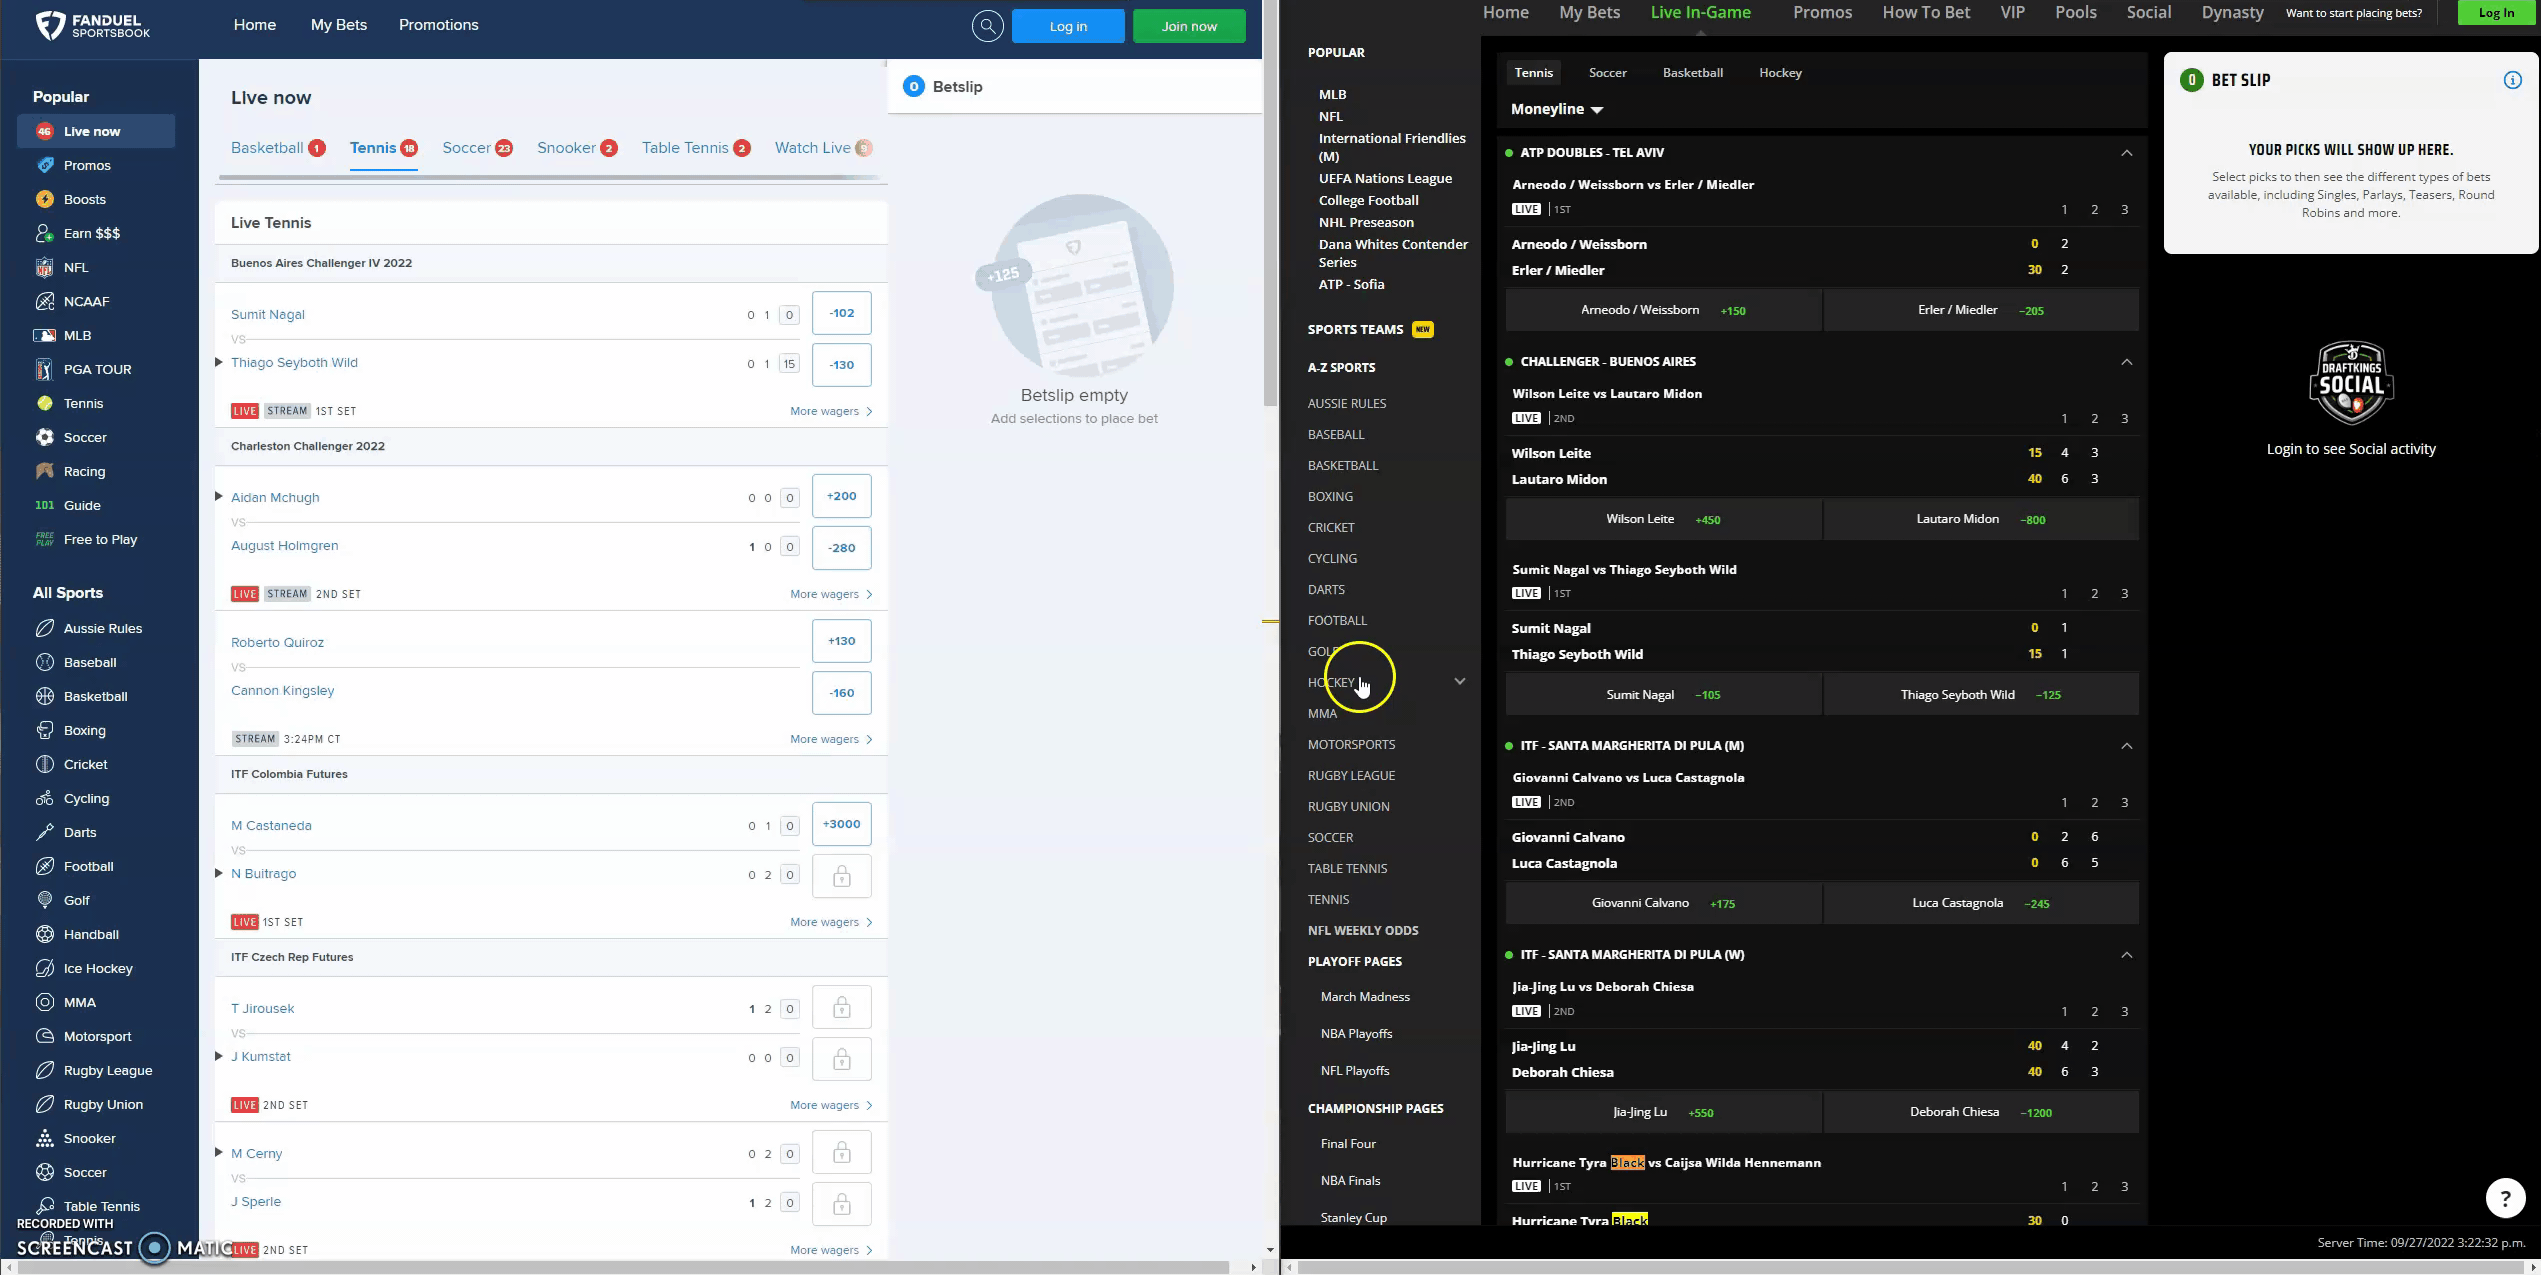 FANDUEL
SPORTSBOOK
Home
My Bets
Promotions
Log in
Join now
Popular
46 Live now
Promos
Boosts
Earn $$$
NFL
NCAAF
MLB
PGA TOUR
Tennis
Soccer
Racing
101 Guide
FREE PLAY Free to Play
All Sports
Aussie Rules
Baseball
Basketball
Boxing
Cricket
Cycling
Darts
Football
Golf
Handball
Ice Hockey
MMA
Motorsport
Rugby League
Rugby Union
Snooker
Soccer
Table Tennis
Tennis
RECORDED WITH
SCREENCAST MATIC
Live now
Basketball 1 Tennis 18 Soccer 23 Snooker 2 Table Tennis 2 Watch Live 9
Live Tennis
Buenos Aires Challenger IV 2022
Sumit Nagal 0 1 0 -102
VS
Thiago Seyboth Wild 0 1 15 -130
LIVE STREAM 1ST SET More wagers
Charleston Challenger 2022
Aidan Mchugh 0 0 0 +200
VS
August Holmgren 1 0 0 -280
LIVE STREAM 2ND SET More wagers
Roberto Quiroz +130
VS
Cannon Kingsley -160
STREAM 3:24PM CT More wagers
ITF Colombia Futures
M Castaneda 0 1 0 +3000
VS
N Buitrago 0 2 0
LIVE 1ST SET More wagers
ITF Czech Rep Futures
T Jirousek 1 2 0
VS
J Kumstat 0 0 0
LIVE 2ND SET More wagers
M Cerny 0 2 0
VS
J Sperle 1 2 0
LIVE 2ND SET More wagers
0 Betslip
+125
Betslip empty
Add selections to place bet
Home My Bets Live In-Game Promos How To Bet VIP Pools Social Dynasty Want to start placing bets? Log In
POPULAR
MLB
NFL
International Friendlies
(M)
UEFA Nations League
College Football
NHL Preseason
Dana Whites Contender
Series
ATP - Sofia
SPORTS TEAMS NEW
A-Z SPORTS
AUSSIE RULES
BASEBALL
BASKETBALL
BOXING
CRICKET
CYCLING
DARTS
FOOTBALL
GOLF
HOCKEY
MMA
MOTORSPORTS
RUGBY LEAGUE
RUGBY UNION
SOCCER
TABLE TENNIS
TENNIS
NFL WEEKLY ODDS
PLAYOFF PAGES
March Madness
NBA Playoffs
NFL Playoffs
CHAMPIONSHIP PAGES
Final Four
NBA Finals
Stanley Cup
Tennis Soccer Basketball Hockey
Moneyline
ATP DOUBLES - TEL AVIV
Arneodo / Weissborn vs Erler / Miedler
LIVE 1ST 1 2 3
Arneodo / Weissborn 0 2
Erler / Miedler 30 2
Arneodo / Weissborn +150 Erler / Miedler −205
CHALLENGER - BUENOS AIRES
Wilson Leite vs Lautaro Midon
LIVE 2ND 1 2 3
Wilson Leite 15 4 3
Lautaro Midon 40 6 3
Wilson Leite +450 Lautaro Midon −800
Sumit Nagal vs Thiago Seyboth Wild
LIVE 1ST 1 2 3
Sumit Nagal 0 1
Thiago Seyboth Wild 15 1
Sumit Nagal −105 Thiago Seyboth Wild −125
ITF - SANTA MARGHERITA DI PULA (M)
Giovanni Calvano vs Luca Castagnola
LIVE 2ND 1 2 3
Giovanni Calvano 0 2 6
Luca Castagnola 0 6 5
Giovanni Calvano +175 Luca Castagnola −245
ITF - SANTA MARGHERITA DI PULA (W)
Jia-Jing Lu vs Deborah Chiesa
LIVE 2ND 1 2 3
Jia-Jing Lu 40 4 2
Deborah Chiesa 40 6 3
Jia-Jing Lu +550 Deborah Chiesa −1200
Hurricane Tyra Black vs Caijsa Wilda Hennemann
LIVE 1ST 1 2 3
Hurricane Tyra Black 30 0
0 BET SLIP
YOUR PICKS WILL SHOW UP HERE.
Select picks to then see the different types of bets
available, including Singles, Parlays, Teasers, Round
Robins and more.
DRAFTKINGS
SOCIAL
Login to see Social activity
?
Server Time: 09/27/2022 3:22:32 p.m.